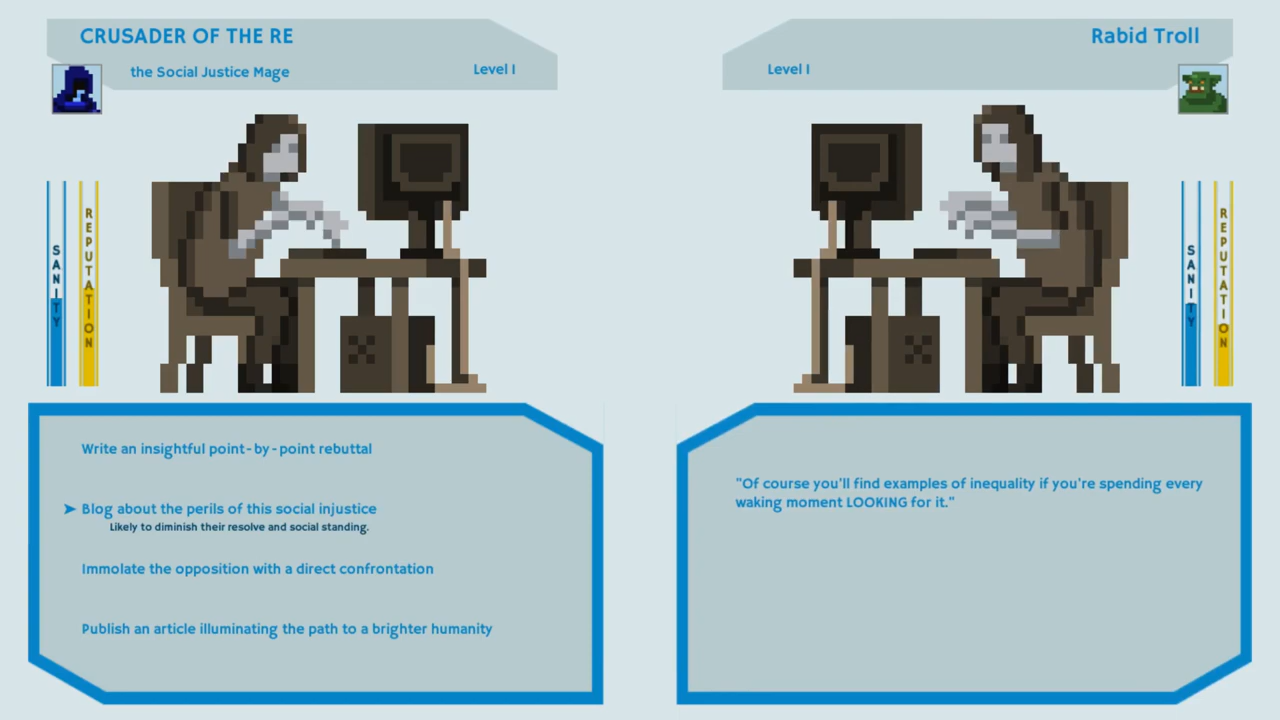 CRUSADER OF THE RE
the Social Justice Mage
Level 1
SANITY
REPUTATION
Rabid Troll
Level 1
SANITY
REPUTATION
Write an insightful point-by-point rebuttal
Blog about the perils of this social injustice
Likely to diminish their resolve and social standing.
Immolate the opposition with a direct confrontation
Publish an article illuminating the path to a brighter humanity
"Of course you'll find examples of inequality if you're spending every
waking moment LOOKING for it."